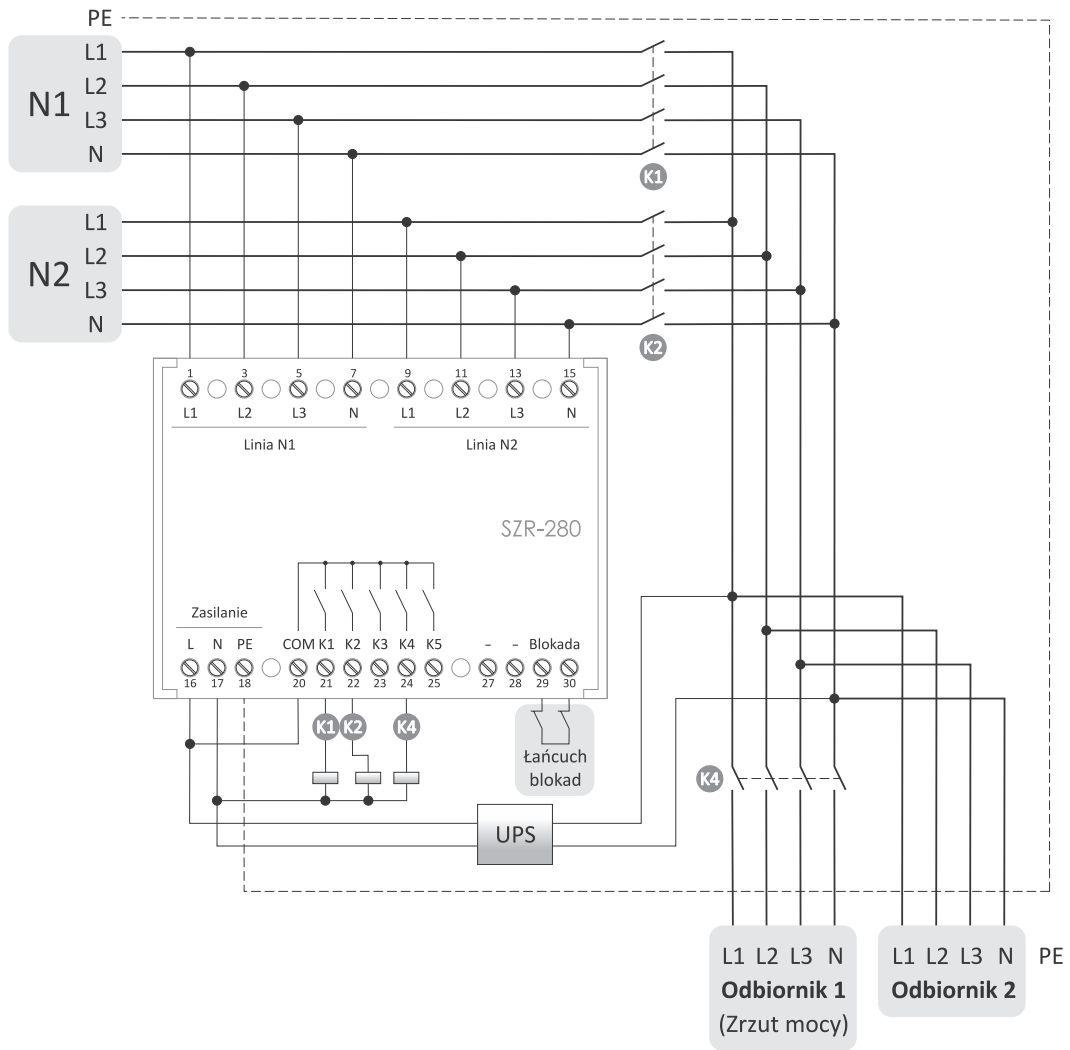 PE
L1
N1
L2
L3
N
K1
L1
N2
L2
L3
N
K2
1 3 5 7 9 11 13 15
L1 L2 L3 N L1 L2 L3 N
Linia N1 Linia N2
SZR-280
Zasilanie
L N PE COM K1 K2 K3 K4 K5 – – Blokada
16 17 18 20 21 22 23 24 25 27 28 29 30
K1 K2 K4
Łańcuch
blokad
K4
UPS
L1 L2 L3 N L1 L2 L3 N PE
Odbiornik 1 Odbiornik 2
(Zrzut mocy)